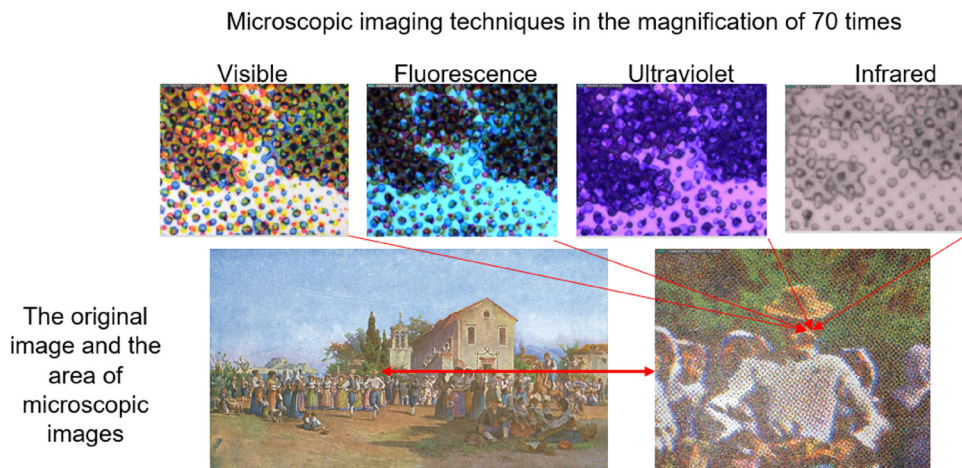 Microscopic imaging techniques in the magnification of 70 times
Visible
Fluorescence
Ultraviolet
Infrared
The original
image and the
area of
microscopic
images